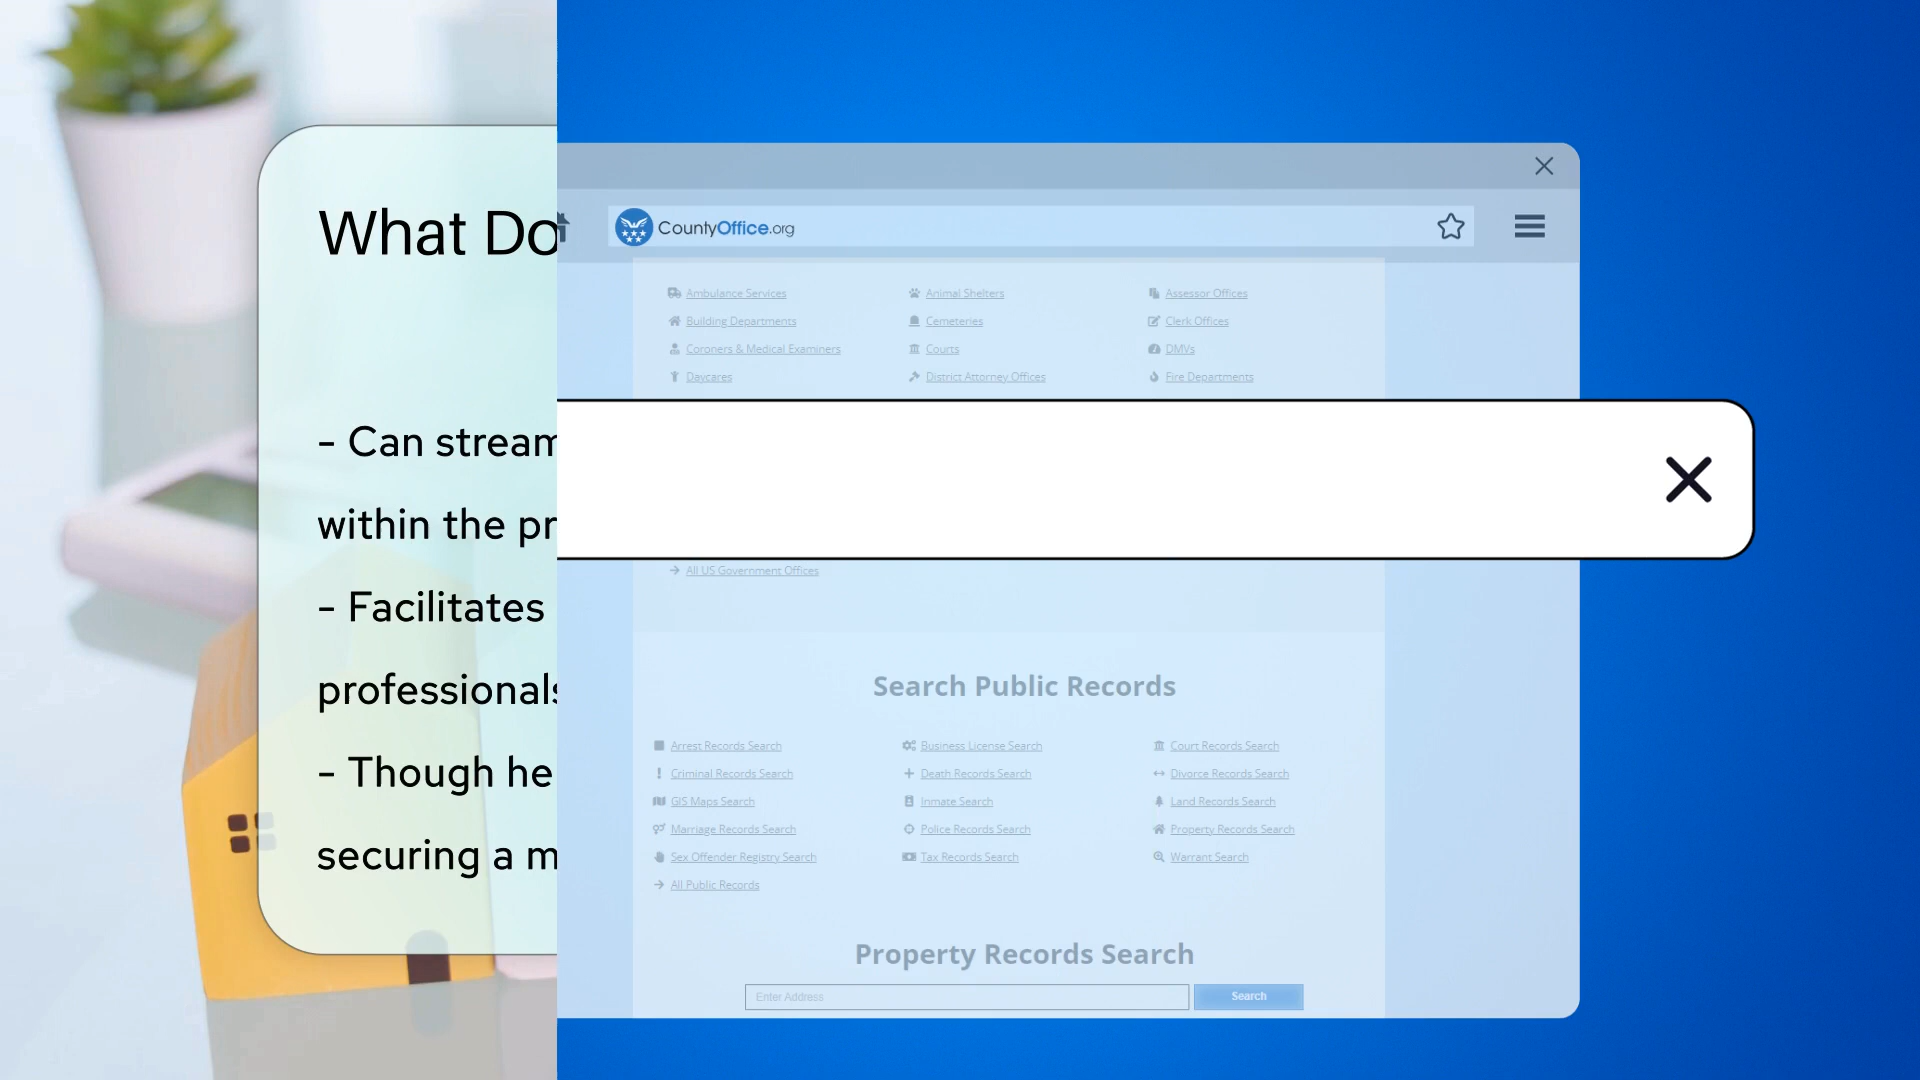 What Do
- Can stream
within the pr
- Facilitates
professionals
- Though he
securing a m
CountyOffice.org
Ambulance Services
Animal Shelters
Assessor Offices
Building Departments
Cemeteries
Clerk Offices
Coroners & Medical Examiners
Courts
DMVs
Daycares
District Attorney Offices
Fire Departments
All US Government Offices
Search Public Records
Arrest Records Search
Business License Search
Court Records Search
Criminal Records Search
Death Records Search
Divorce Records Search
GIS Maps Search
Inmate Search
Land Records Search
Marriage Records Search
Police Records Search
Property Records Search
Sex Offender Registry Search
Tax Records Search
Warrant Search
All Public Records
Property Records Search
Enter Address
Search